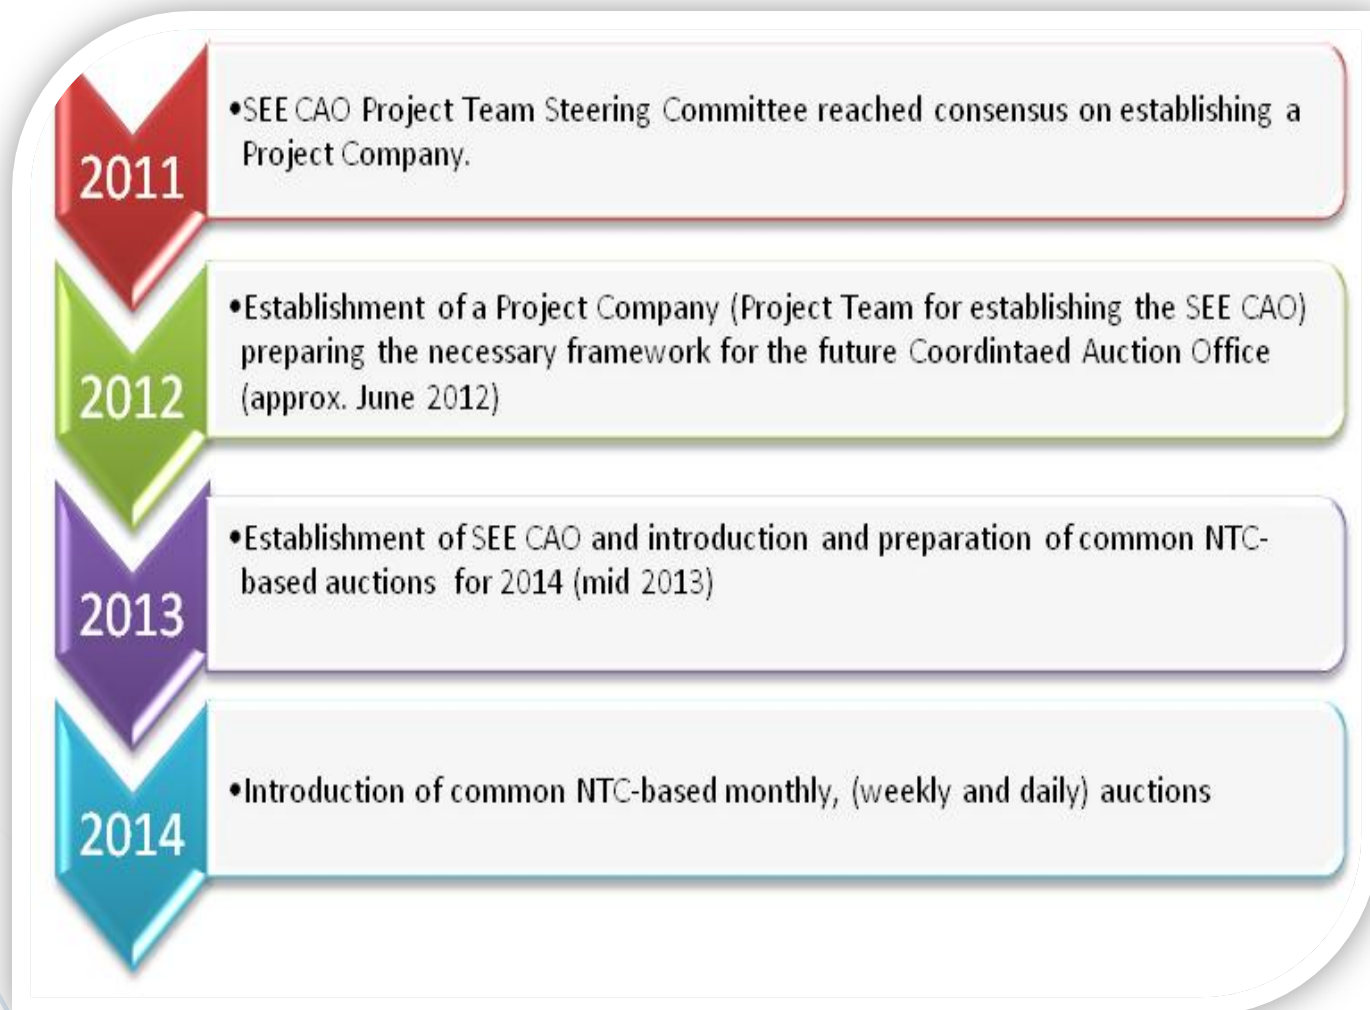 2011
•SEE CAO Project Team Steering Committee reached consensus on establishing a
Project Company.
2012
•Establishment of a Project Company (Project Team for establishing the SEE CAO)
preparing the necessary framework for the future Coordintaed Auction Office
(approx. June 2012)
2013
•Establishment of SEE CAO and introduction and preparation of common NTC-
based auctions for 2014 (mid 2013)
2014
•Introduction of common NTC-based monthly, (weekly and daily) auctions